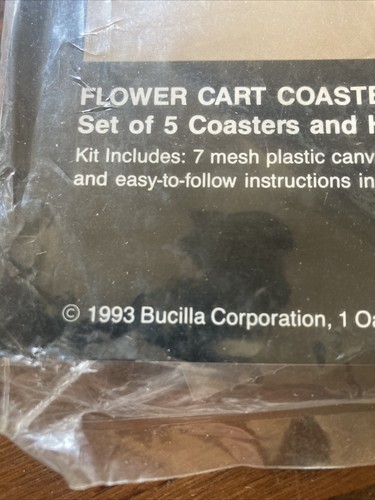 FLOWER CART COASTE
Set of 5 Coasters and H
Kit Includes: 7 mesh plastic canv
and easy-to-follow instructions in
© 1993 Bucilla Corporation, 1 Oa